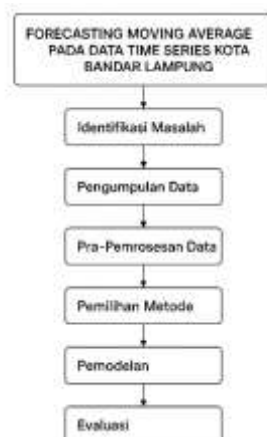 FORECASTING MOVING AVERAGE
PADA DATA TIME SERIES KOTA
BANDAR LAMPUNG
Identifikasi Masalah
Pengumpulan Data
Pra-Pemrosesan Data
Pemilihan Metode
Pemodelan
Evaluasi